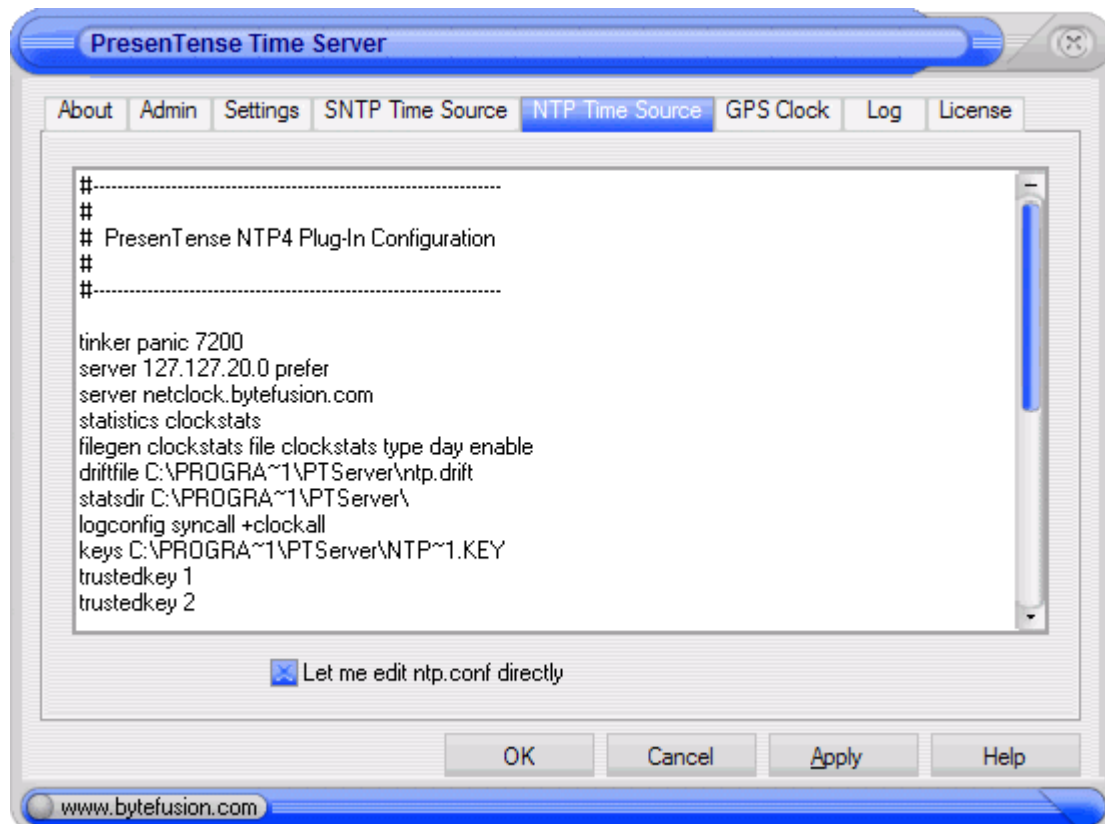 PresenTense Time Server
About Admin Settings SNTP Time Source NTP Time Source GPS Clock Log License
#--------------------------------------------------------------------
#
# PresenTense NTP4 Plug-In Configuration
#
#--------------------------------------------------------------------
tinker panic 7200
server 127.127.20.0 prefer
server netclock.bytefusion.com
statistics clockstats
filegen clockstats file clockstats type day enable
driftfile C:\PROGRA~1\PTServer\ntp.drift
statsdir C:\PROGRA~1\PTServer\
logconfig syncall +clockall
keys C:\PROGRA~1\PTServer\NTP~1.KEY
trustedkey 1
trustedkey 2
Let me edit ntp.conf directly
OK Cancel Apply Help
www.bytefusion.com